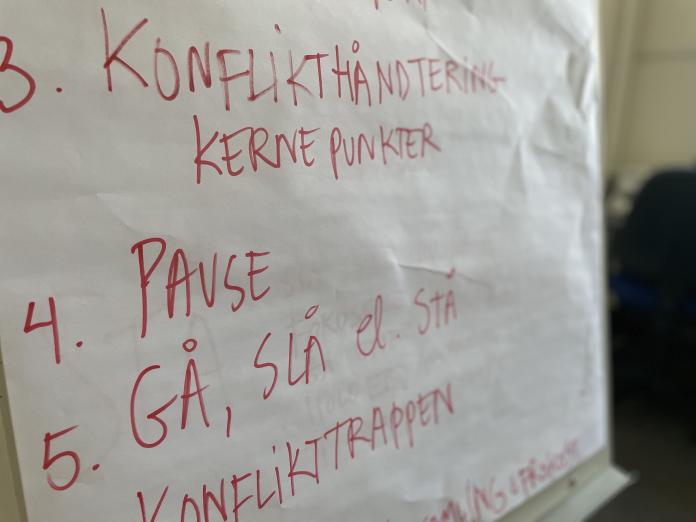 3. KONFLIKTHÅNDTERING
KERNEPUNKTER
PAUSE
4. GÅ, SLÅ el. STÅ
5. KONFLIKTTRAPPEN